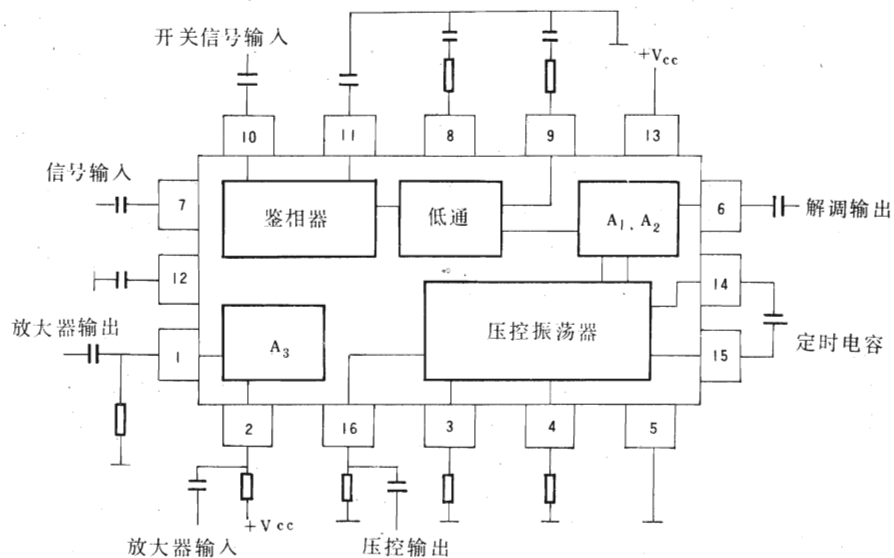 开关信号输入
+Vcc
10
11
8
9
13
信号输入
7
鉴相器
低通
A1, A2
6
解调输出
12
14
放大器输出
1
A3
压控振荡器
15
定时电容
2
16
3
4
5
+Vcc
放大器输入
压控输出